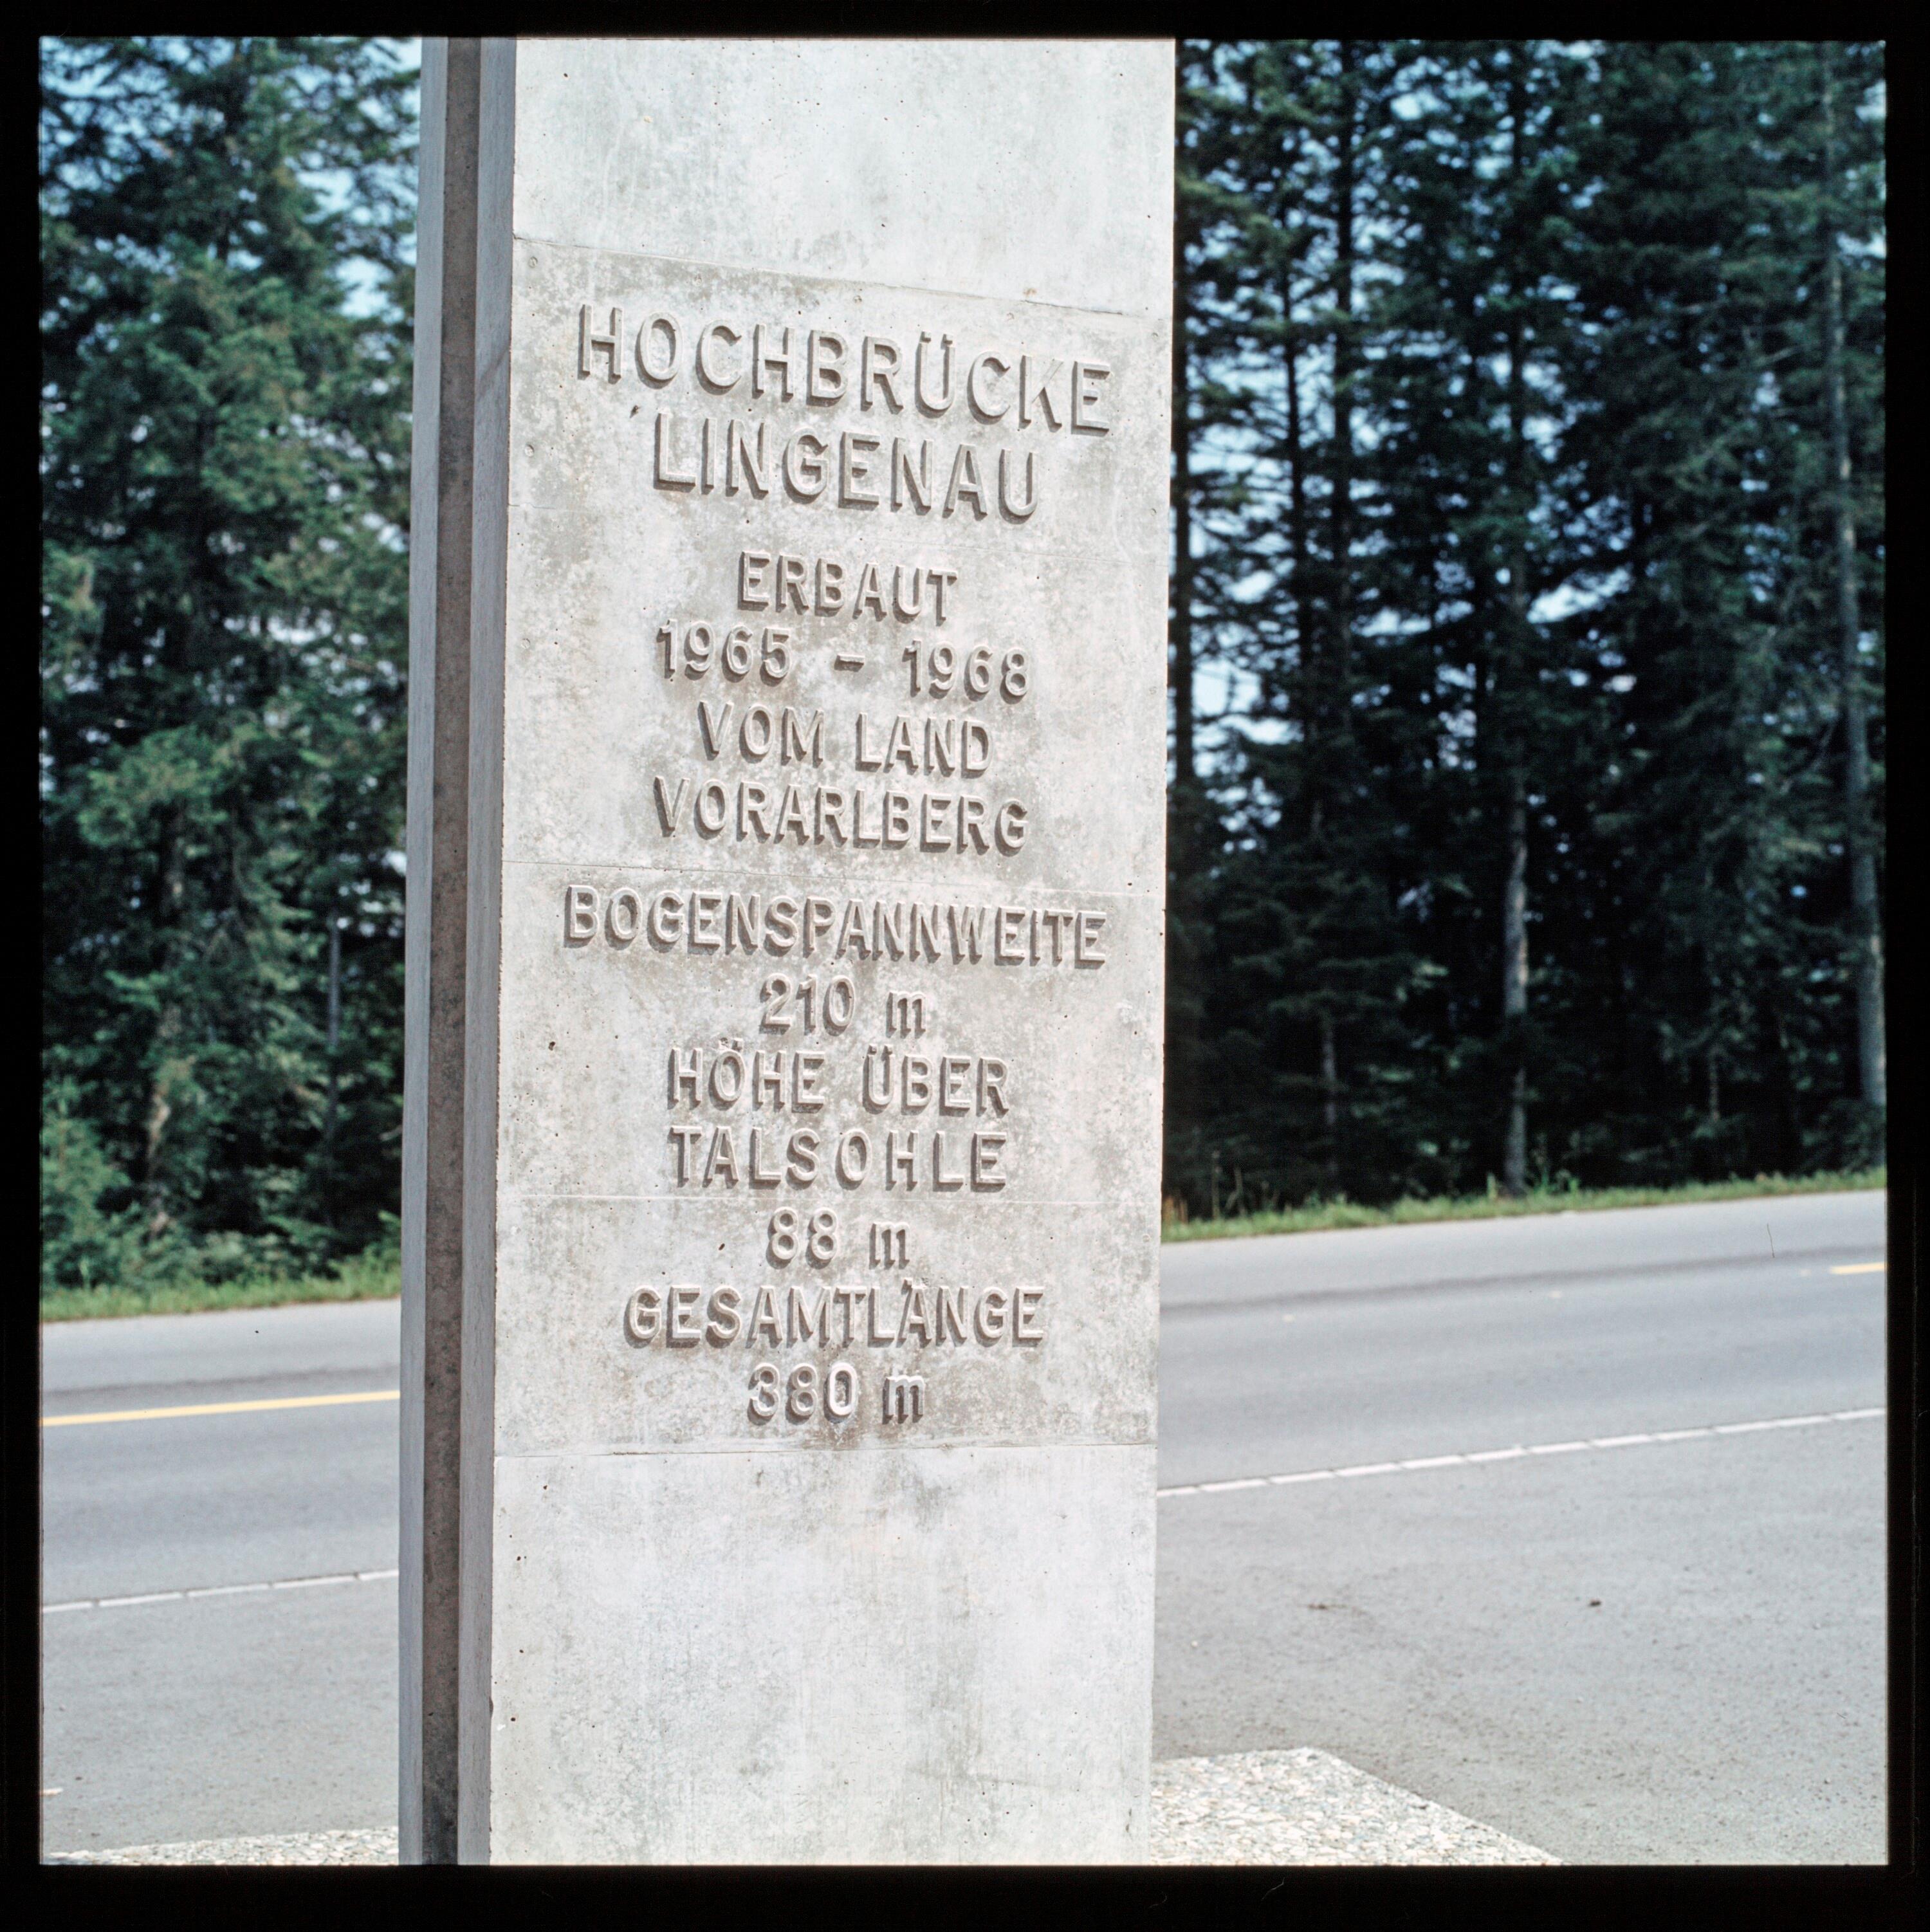 HOCHBRÜCKE
LINGENAU
ERBAUT
1965 - 1968
VOM LAND
VORARLBERG
BOGENSPANNWEITE
210 m
HÖHE ÜBER
TALSOHLE
88 m
GESAMTLÄNGE
380 m